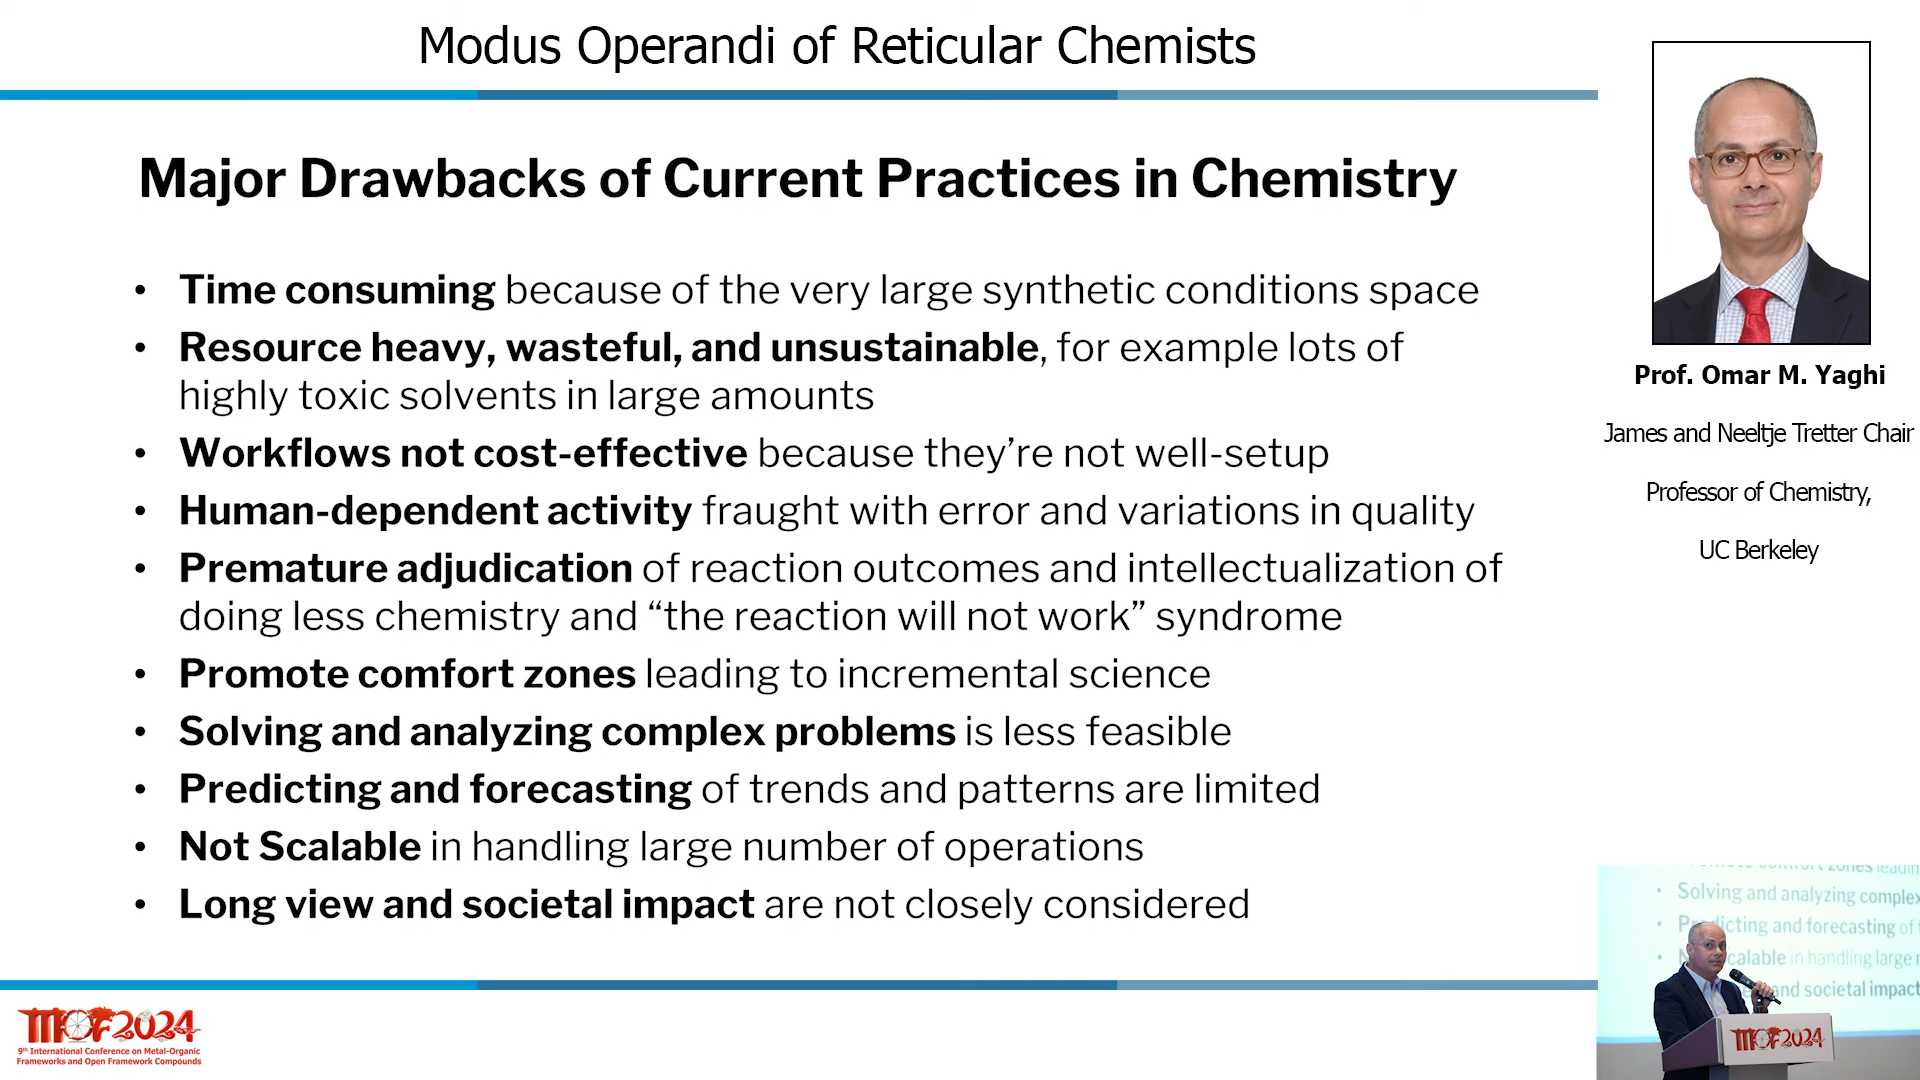 Modus Operandi of Reticular Chemists
Major Drawbacks of Current Practices in Chemistry
• Time consuming because of the very large synthetic conditions space
• Resource heavy, wasteful, and unsustainable, for example lots of
highly toxic solvents in large amounts
• Workflows not cost-effective because they’re not well-setup
• Human-dependent activity fraught with error and variations in quality
• Premature adjudication of reaction outcomes and intellectualization of
doing less chemistry and “the reaction will not work” syndrome
• Promote comfort zones leading to incremental science
• Solving and analyzing complex problems is less feasible
• Predicting and forecasting of trends and patterns are limited
• Not Scalable in handling large number of operations
• Long view and societal impact are not closely considered
Prof. Omar M. Yaghi
James and Neeltje Tretter Chair
Professor of Chemistry,
UC Berkeley
MOF2024
9th International Conference on Metal-Organic
Frameworks and Open Framework Compounds
• Solving and analyzing complex
• and forecasting of
• in handling large
and societal impact
MOF2024